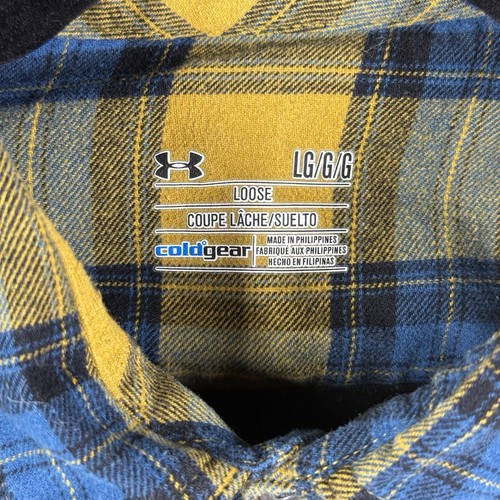 LG/G/G
LOOSE
COUPE LÂCHE/SUELTO
coldgear
MADE IN PHILIPPINES
FABRIQUÉ AUX PHILIPPINES
HECHO EN FILIPINAS